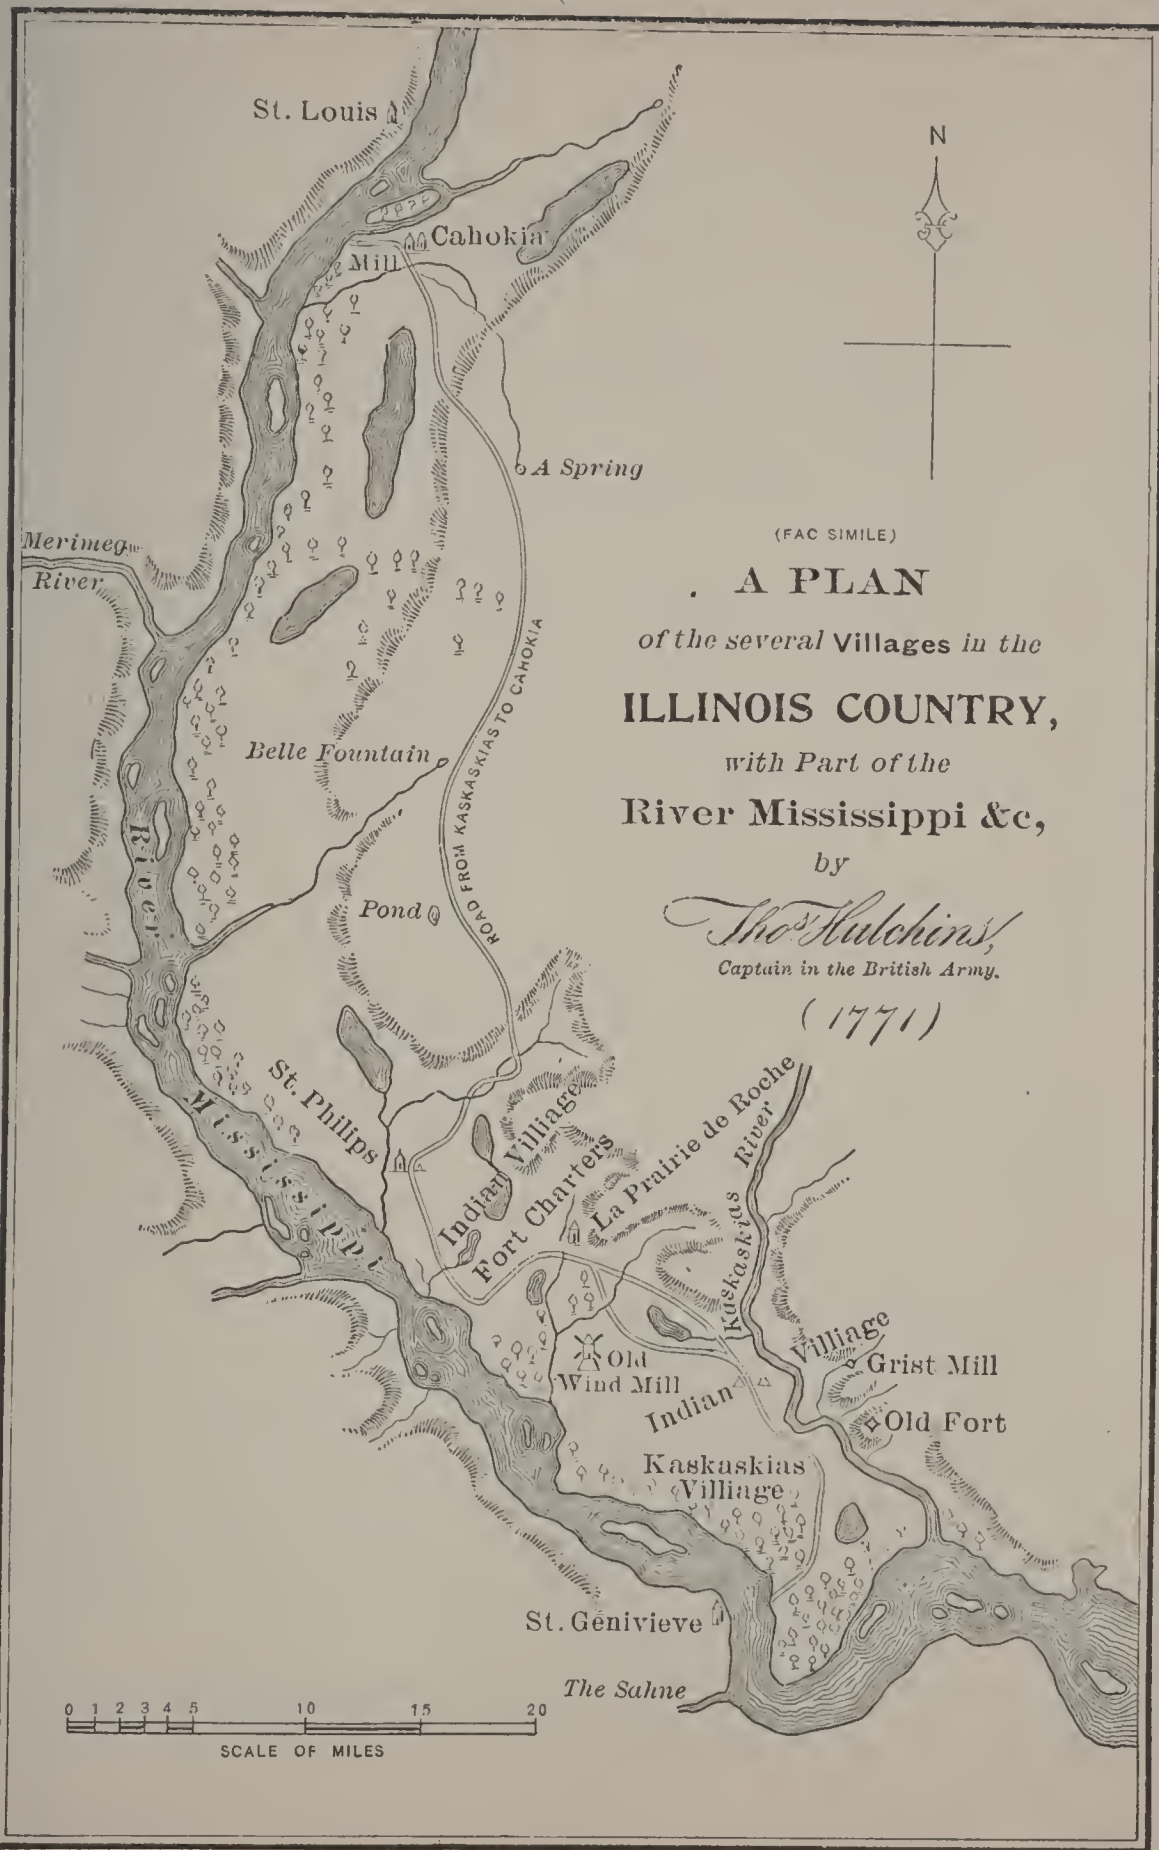 St. Louis
N
Cahokia
Mill
A Spring
Merimeg
River
(FAC SIMILE)
A PLAN
of the several Villages in the
ILLINOIS COUNTRY,
with Part of the
River Mississippi &c,
by
Thos. Hutchins,
Captain in the British Army.
(1771)
ROAD FROM KASKASKIAS TO CAHOKIA
Belle Fountain
River
Pond
Mississippi
St. Philips
Indian Villiage
Fort Charters
La Prairie de Roche
Kaskaskias River
Old
Wind Mill
Indian Villiage
Grist Mill
Old Fort
Kaskaskias
Villiage
St. Génivieve
The Saline
0 1 2 3 4 5 10 15 20
SCALE OF MILES